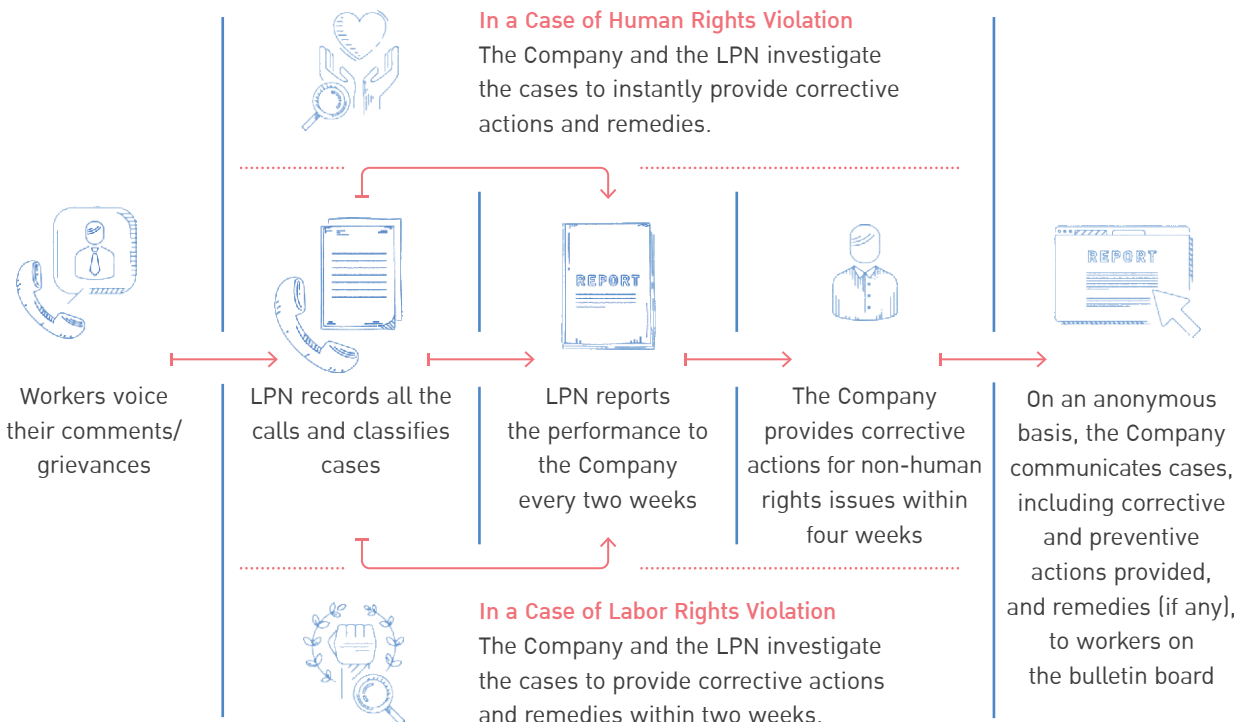 In a Case of Human Rights Violation
The Company and the LPN investigate
the cases to instantly provide corrective
actions and remedies.
Workers voice
their comments/
grievances
LPN records all the
calls and classifies
cases
REPORT
LPN reports
the performance to
the Company
every two weeks
The Company
provides corrective
actions for non-human
rights issues within
four weeks
REPORT
On an anonymous
basis, the Company
communicates cases,
including corrective
and preventive
actions provided,
and remedies (if any),
to workers on
the bulletin board
In a Case of Labor Rights Violation
The Company and the LPN investigate
the cases to provide corrective actions
and remedies within two weeks.